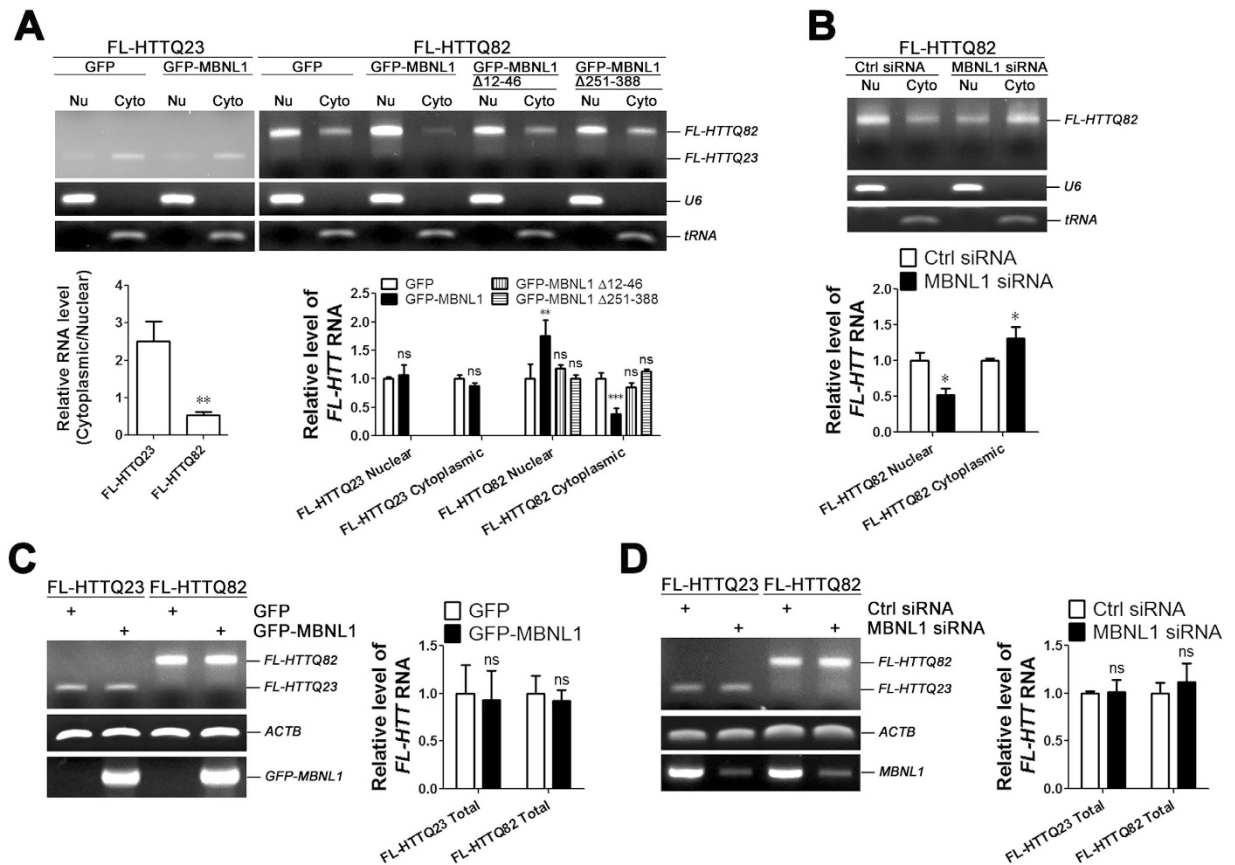 A
FL-HTTQ23 FL-HTTQ82
GFP GFP-MBNL1 GFP GFP-MBNL1 GFP-MBNL1 Δ12-46 GFP-MBNL1 Δ251-388
Nu Cyto Nu Cyto Nu Cyto Nu Cyto Nu Cyto Nu Cyto
FL-HTTQ82
FL-HTTQ23
U6
tRNA
Relative RNA level
(Cytoplasmic/Nuclear)
4
3
2
1
0
**
FL-HTTQ23
FL-HTTQ82
Relative level of
FL-HTT RNA
GFP
GFP-MBNL1
GFP-MBNL1 Δ12-46
GFP-MBNL1 Δ251-388
2.0
1.5
1.0
0.5
0.0
ns
ns
**
ns
ns
***
ns
ns
FL-HTTQ23 Nuclear
FL-HTTQ23 Cytoplasmic
FL-HTTQ82 Nuclear
FL-HTTQ82 Cytoplasmic
B
FL-HTTQ82
Ctrl siRNA MBNL1 siRNA
Nu Cyto Nu Cyto
FL-HTTQ82
U6
tRNA
Ctrl siRNA
MBNL1 siRNA
Relative level of
FL-HTT RNA
2.0
1.5
1.0
0.5
0.0
*
*
FL-HTTQ82 Nuclear
FL-HTTQ82 Cytoplasmic
C
FL-HTTQ23 FL-HTTQ82
+ + GFP
+ + GFP-MBNL1
FL-HTTQ82
FL-HTTQ23
ACTB
GFP-MBNL1
GFP
GFP-MBNL1
Relative level of
FL-HTT RNA
1.5
1.0
0.5
0.0
ns
ns
FL-HTTQ23 Total
FL-HTTQ82 Total
D
FL-HTTQ23 FL-HTTQ82
+ + Ctrl siRNA
+ + MBNL1 siRNA
FL-HTTQ82
FL-HTTQ23
ACTB
MBNL1
Ctrl siRNA
MBNL1 siRNA
Relative level of
FL-HTT RNA
1.5
1.0
0.5
0.0
ns
ns
FL-HTTQ23 Total
FL-HTTQ82 Total